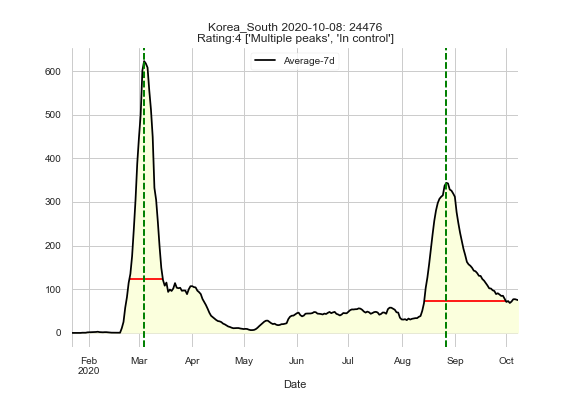 Korea_South 2020-10-08: 24476
Rating:4 ['Multiple peaks', 'In control']
Average-7d
600
500
400
300
200
100
0
Feb
2020
Mar
Apr
May
Jun
Jul
Aug
Sep
Oct
Date